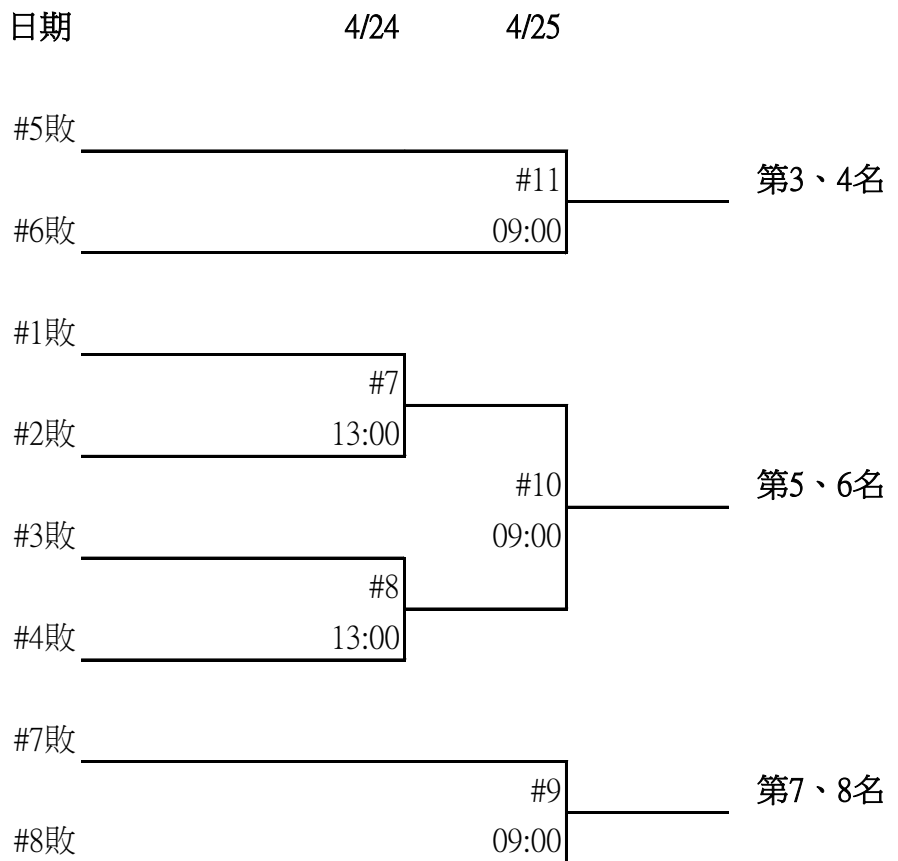 日期 4/24 4/25
#5敗
#11 第3、4名
#6敗 09:00
#1敗
#7
#2敗 13:00
#10 第5、6名
#3敗 09:00
#8
#4敗 13:00
#7敗
#9 第7、8名
#8敗 09:00